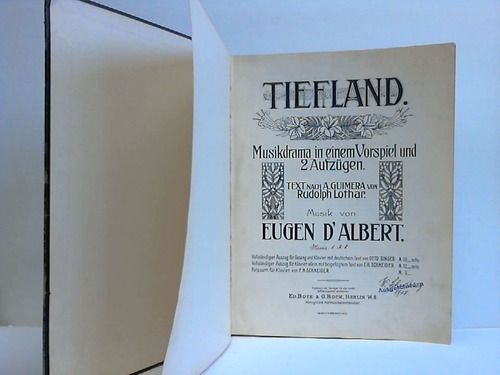 TIEFLAND.
Musikdrama in einem Vorspiel und
2 Aufzügen.
TEXT NACH A. GUIMERA VON
Rudolph Lothar.
Musik von
EUGEN D'ALBERT.
Vollständiger Auszug für Gesang und Klavier mit deutschem Text von OTTO SINGER
Vollständiger Auszug für Klavier allein mit beigefügtem Text von F. H. SCHNEIDER
Potpourri für Klavier von F. H. SCHNEIDER
ED. BOTE & G. BOCK, BERLIN W. 8.